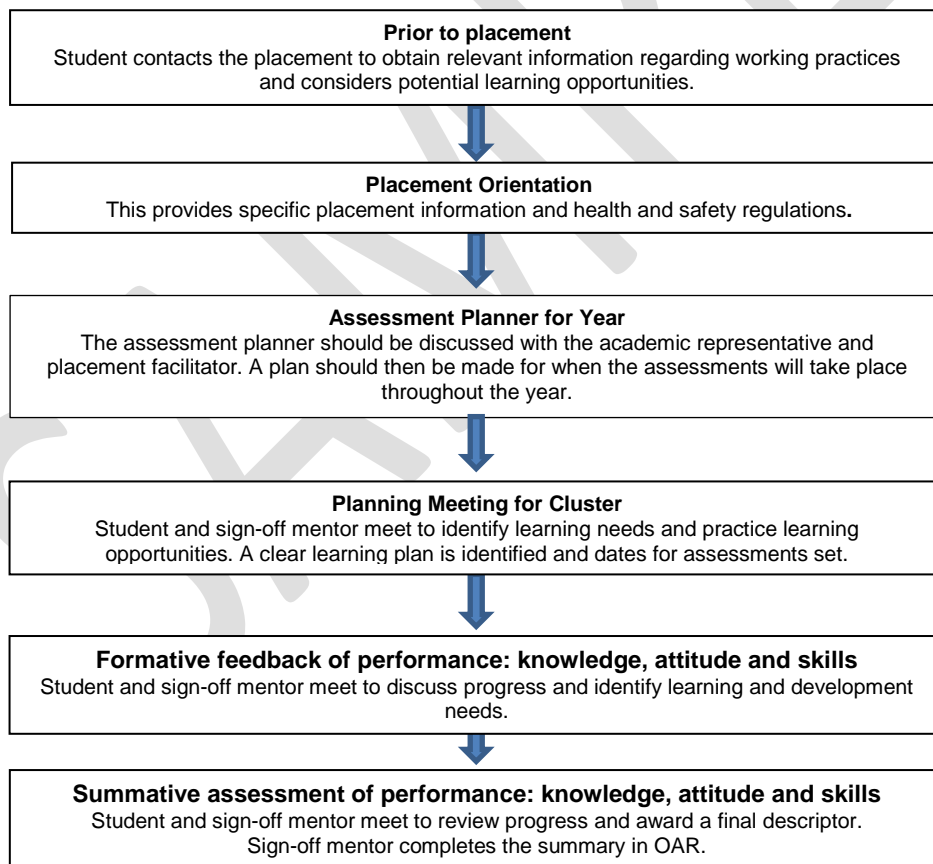 Prior to placement
Student contacts the placement to obtain relevant information regarding working practices
and considers potential learning opportunities.
Placement Orientation
This provides specific placement information and health and safety regulations.
Assessment Planner for Year
The assessment planner should be discussed with the academic representative and
placement facilitator. A plan should then be made for when the assessments will take place
throughout the year.
Planning Meeting for Cluster
Student and sign-off mentor meet to identify learning needs and practice learning
opportunities. A clear learning plan is identified and dates for assessments set.
Formative feedback of performance: knowledge, attitude and skills
Student and sign-off mentor meet to discuss progress and identify learning and development
needs.
Summative assessment of performance: knowledge, attitude and skills
Student and sign-off mentor meet to review progress and award a final descriptor.
Sign-off mentor completes the summary in OAR.